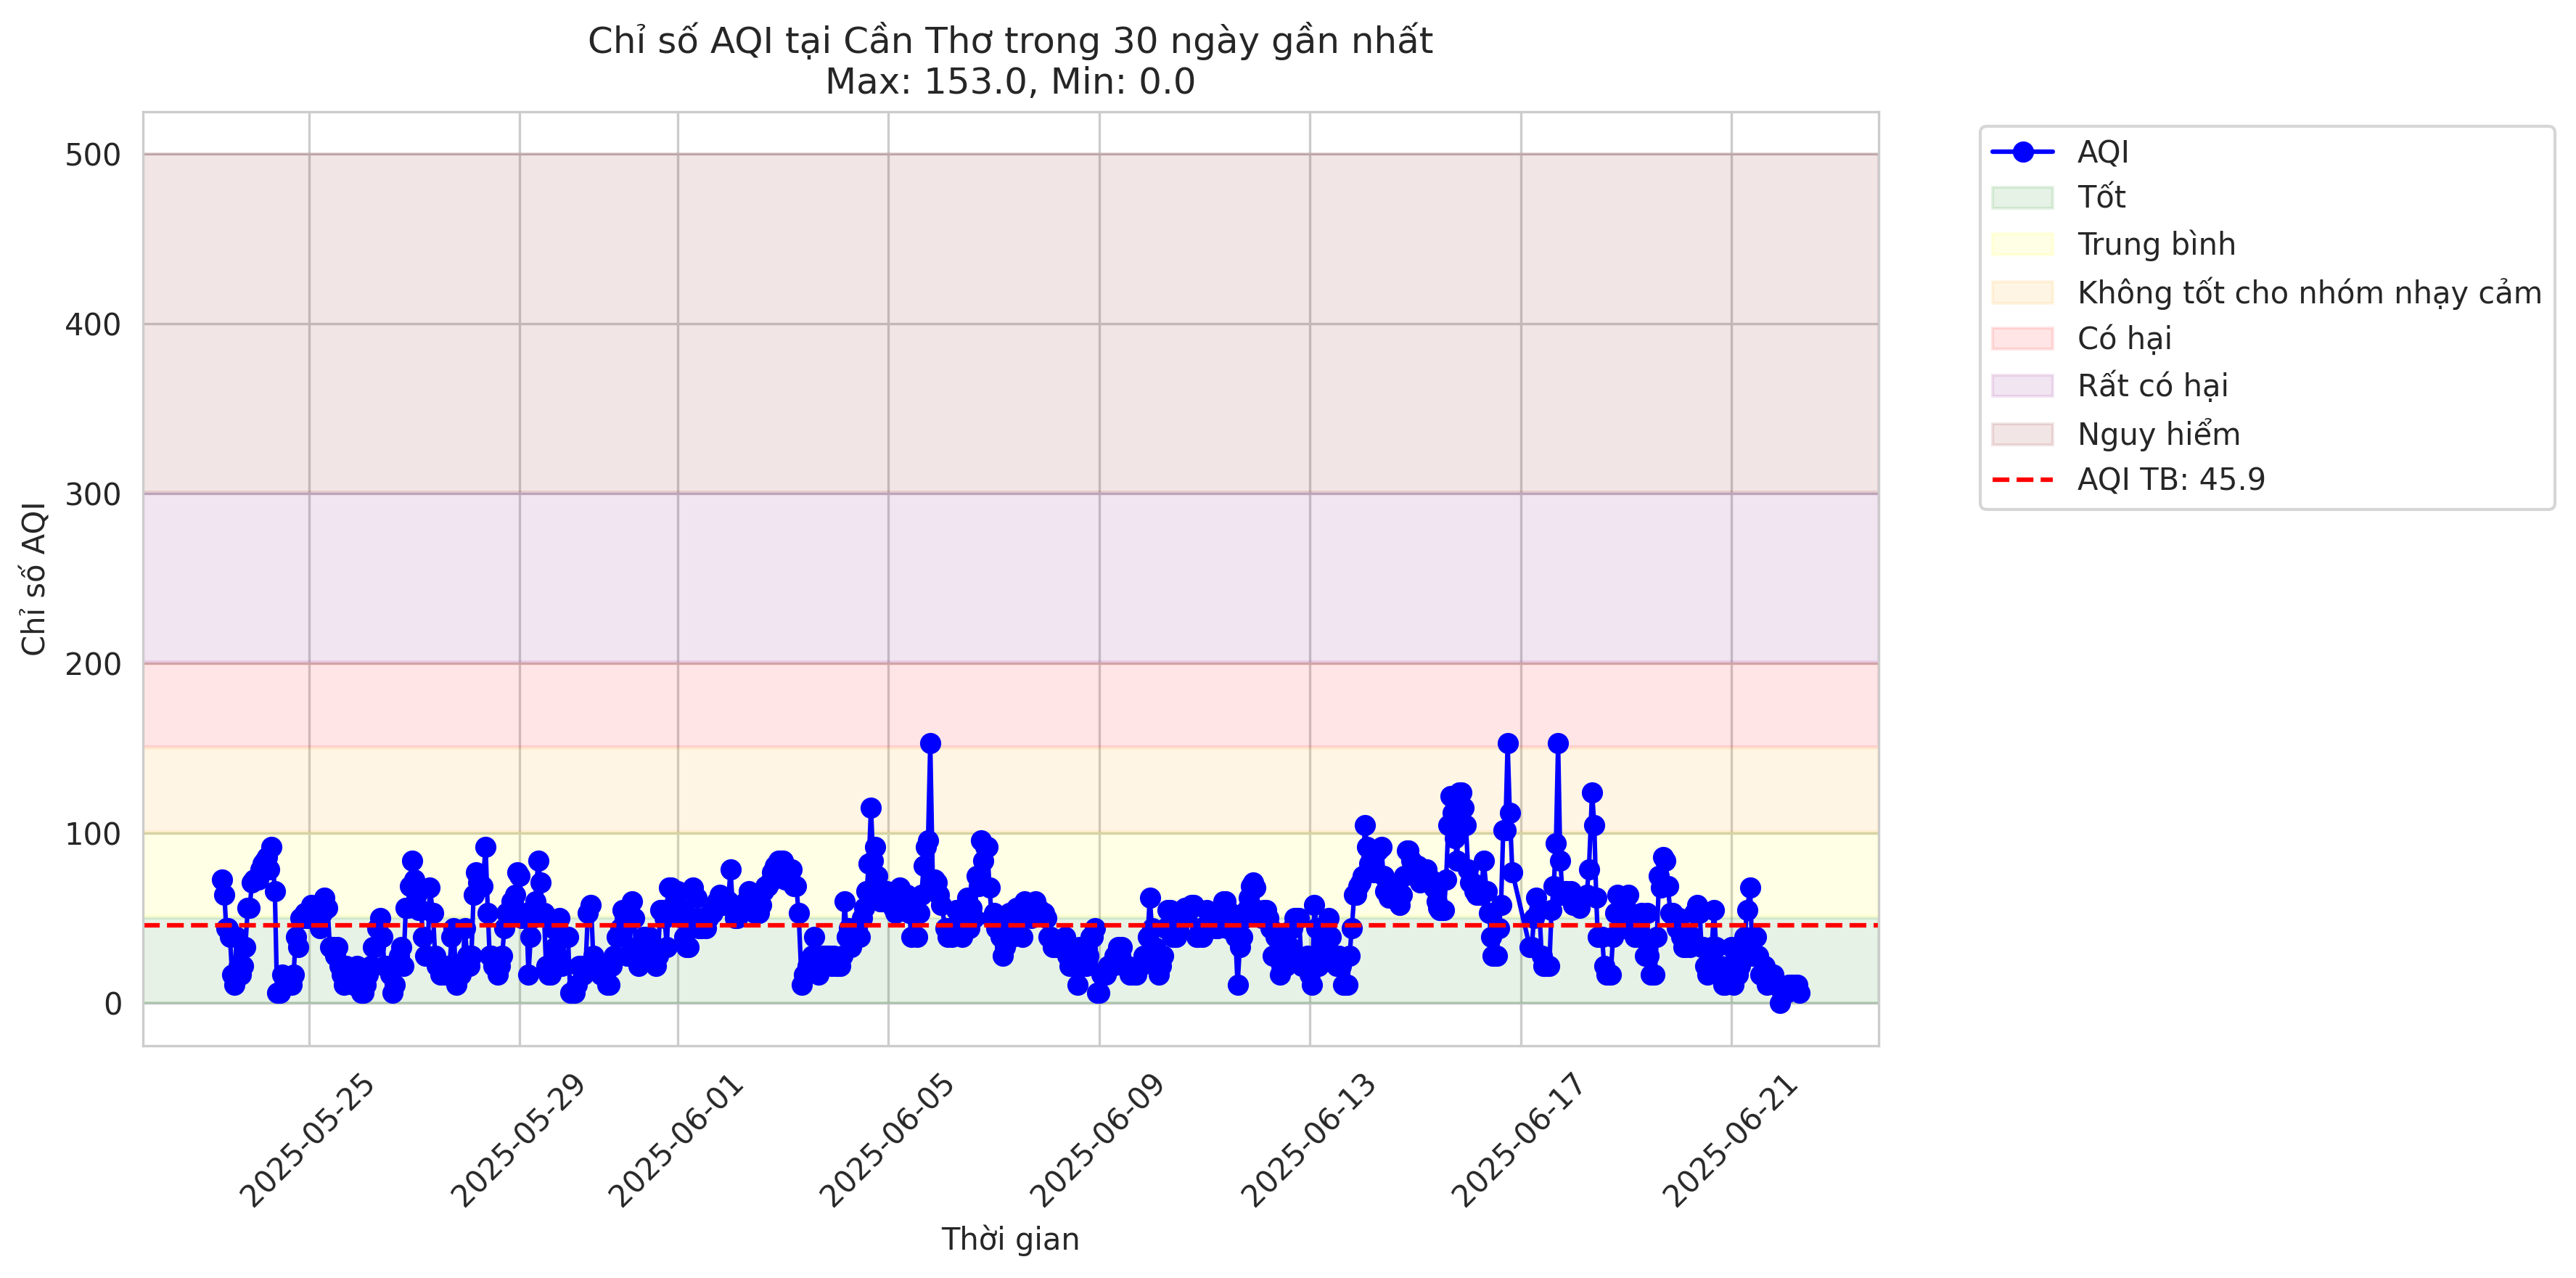 Chỉ số AQI tại Cần Thơ trong 30 ngày gần nhất
Max: 153.0, Min: 0.0
Chỉ số AQI
500
400
300
200
100
0
2025-05-25
2025-05-29
2025-06-01
2025-06-05
2025-06-09
2025-06-13
2025-06-17
2025-06-21
Thời gian
AQI
Tốt
Trung bình
Không tốt cho nhóm nhạy cảm
Có hại
Rất có hại
Nguy hiểm
AQI TB: 45.9